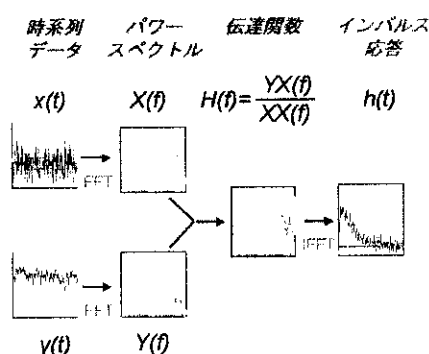 時系列 パワー 伝達関数 インパルス
データ スペクトル 応答
x(t) X(f) H(f)= YX(f) / XX(f) h(t)
FFT
IFFT
FFT
y(t) Y(f)